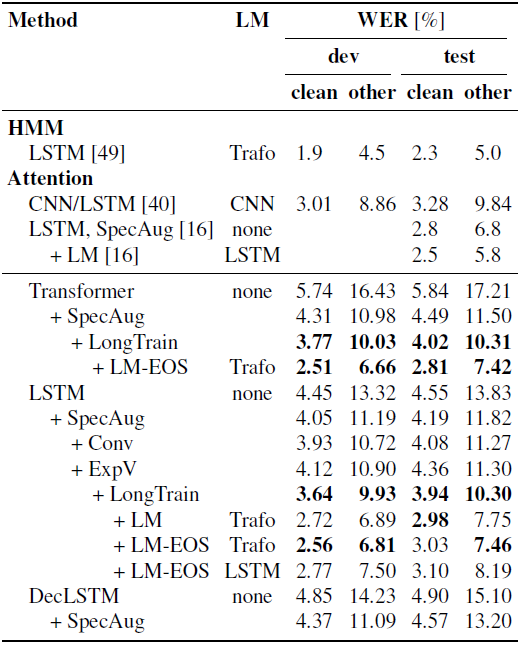 Method LM WER [%]
dev test
clean other clean other
HMM
LSTM [49] Trafo 1.9 4.5 2.3 5.0
Attention
CNN/LSTM [40] CNN 3.01 8.86 3.28 9.84
LSTM, SpecAug [16] none 2.8 6.8
+ LM [16] LSTM 2.5 5.8
Transformer none 5.74 16.43 5.84 17.21
+ SpecAug 4.31 10.98 4.49 11.50
+ LongTrain 3.77 10.03 4.02 10.31
+ LM-EOS Trafo 2.51 6.66 2.81 7.42
LSTM none 4.45 13.32 4.55 13.83
+ SpecAug 4.05 11.19 4.19 11.82
+ Conv 3.93 10.72 4.08 11.27
+ ExpV 4.12 10.90 4.36 11.30
+ LongTrain 3.64 9.93 3.94 10.30
+ LM Trafo 2.72 6.89 2.98 7.75
+ LM-EOS Trafo 2.56 6.81 3.03 7.46
+ LM-EOS LSTM 2.77 7.50 3.10 8.19
DecLSTM none 4.85 14.23 4.90 15.10
+ SpecAug 4.37 11.09 4.57 13.20